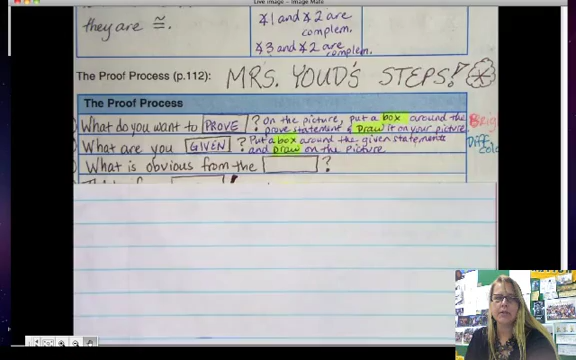 Live image - Image Mate
they are ≅.
∡1 and ∡2 are
complem.
∡3 and ∡2 are
complem.
The Proof Process (p.112): MRS. YOUD'S STEPS!
The Proof Process
What do you want to PROVE? On the picture, put a box around the
prove statement & Draw it on your picture
What are you GIVEN? Put a box around the given statements
and Draw on the picture
What is obvious from the ?